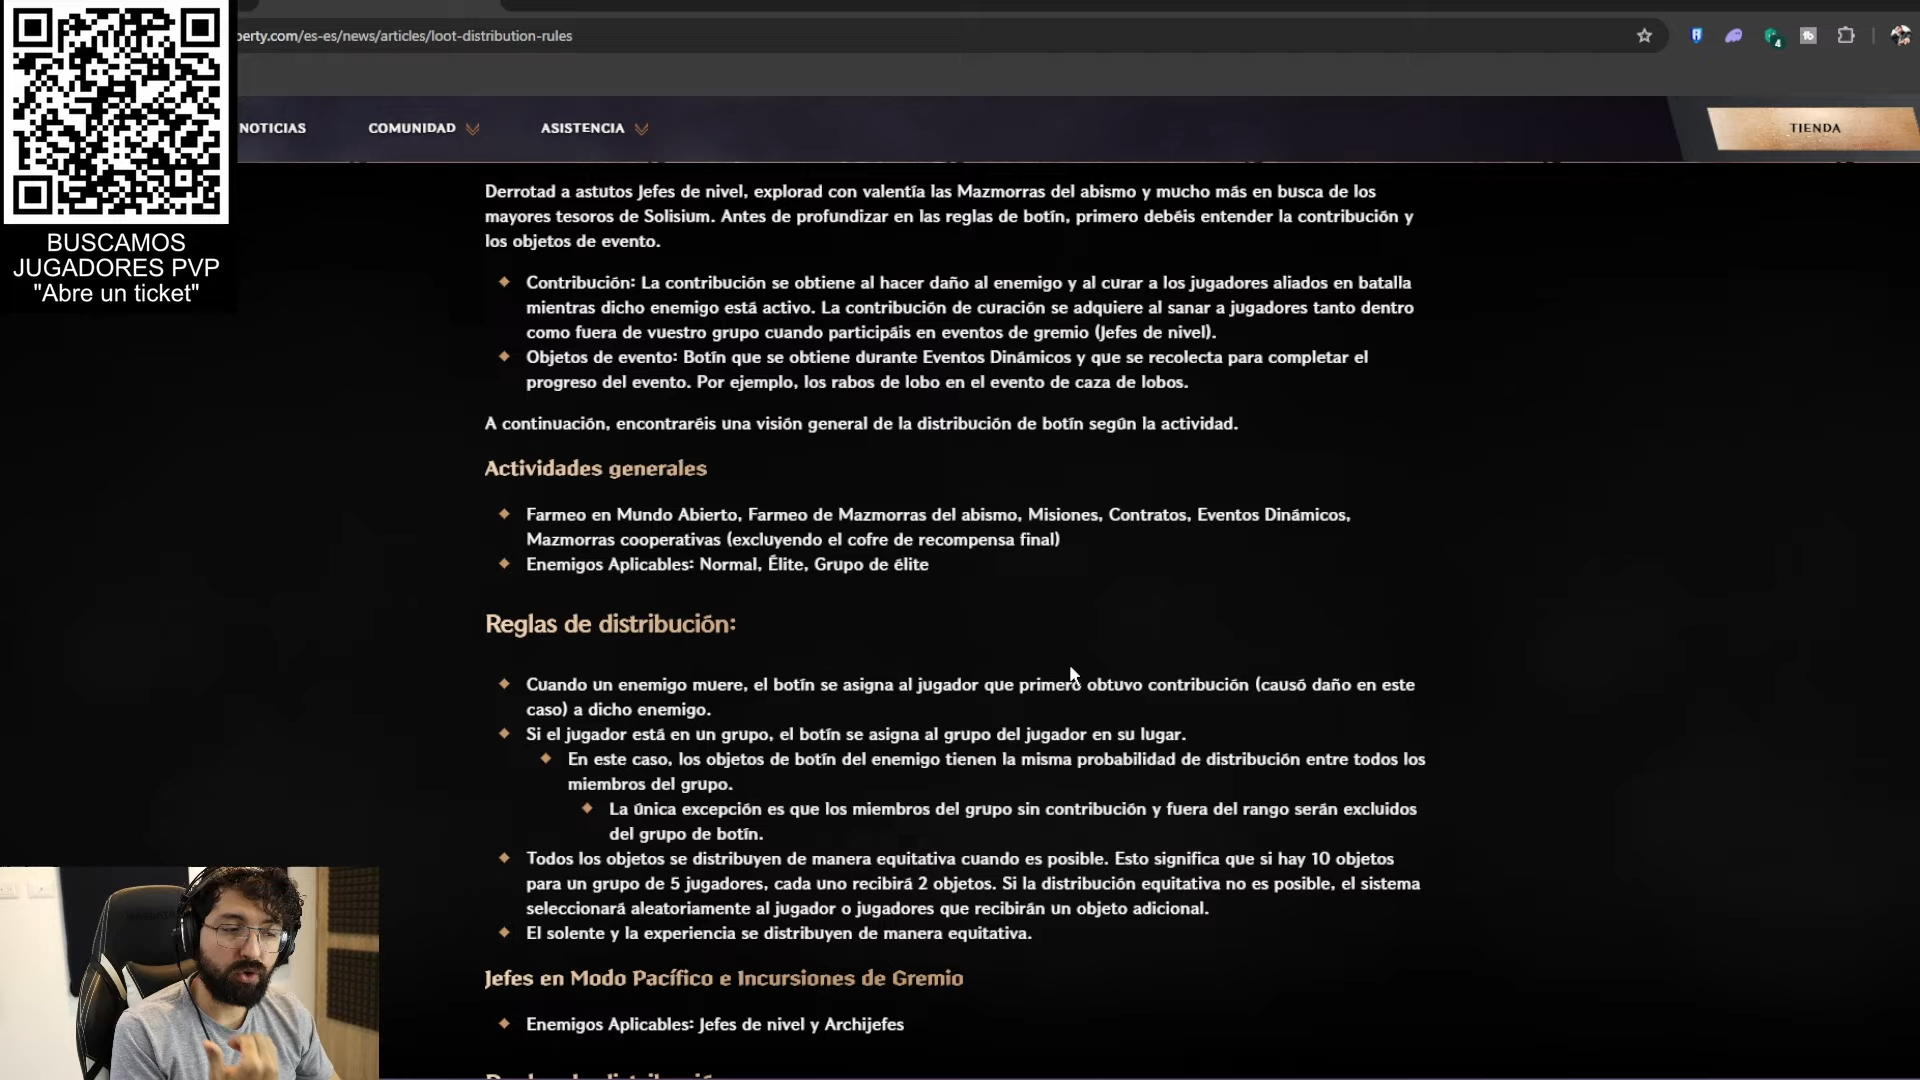 berty.com/es-es/news/articles/loot-distribution-rules
4
NOTICIAS
COMUNIDAD
ASISTENCIA
TIENDA
BUSCAMOS
JUGADORES PVP
"Abre un ticket"
Derrotad a astutos Jefes de nivel, explorad con valentía las Mazmorras del abismo y mucho más en busca de los
mayores tesoros de Solisium. Antes de profundizar en las reglas de botín, primero debéis entender la contribución y
los objetos de evento.
Contribución: La contribución se obtiene al hacer daño al enemigo y al curar a los jugadores aliados en batalla
mientras dicho enemigo está activo. La contribución de curación se adquiere al sanar a jugadores tanto dentro
como fuera de vuestro grupo cuando participáis en eventos de gremio (Jefes de nivel).
Objetos de evento: Botín que se obtiene durante Eventos Dinámicos y que se recolecta para completar el
progreso del evento. Por ejemplo, los rabos de lobo en el evento de caza de lobos.
A continuación, encontraréis una visión general de la distribución de botín según la actividad.
Actividades generales
Farmeo en Mundo Abierto, Farmeo de Mazmorras del abismo, Misiones, Contratos, Eventos Dinámicos,
Mazmorras cooperativas (excluyendo el cofre de recompensa final)
Enemigos Aplicables: Normal, Élite, Grupo de élite
Reglas de distribución:
Cuando un enemigo muere, el botín se asigna al jugador que primero obtuvo contribución (causó daño en este
caso) a dicho enemigo.
Si el jugador está en un grupo, el botín se asigna al grupo del jugador en su lugar.
En este caso, los objetos de botín del enemigo tienen la misma probabilidad de distribución entre todos los
miembros del grupo.
La única excepción es que los miembros del grupo sin contribución y fuera del rango serán excluidos
del grupo de botín.
Todos los objetos se distribuyen de manera equitativa cuando es posible. Esto significa que si hay 10 objetos
para un grupo de 5 jugadores, cada uno recibirá 2 objetos. Si la distribución equitativa no es posible, el sistema
seleccionará aleatoriamente al jugador o jugadores que recibirán un objeto adicional.
El solente y la experiencia se distribuyen de manera equitativa.
Jefes en Modo Pacífico e Incursiones de Gremio
Enemigos Aplicables: Jefes de nivel y Archijefes